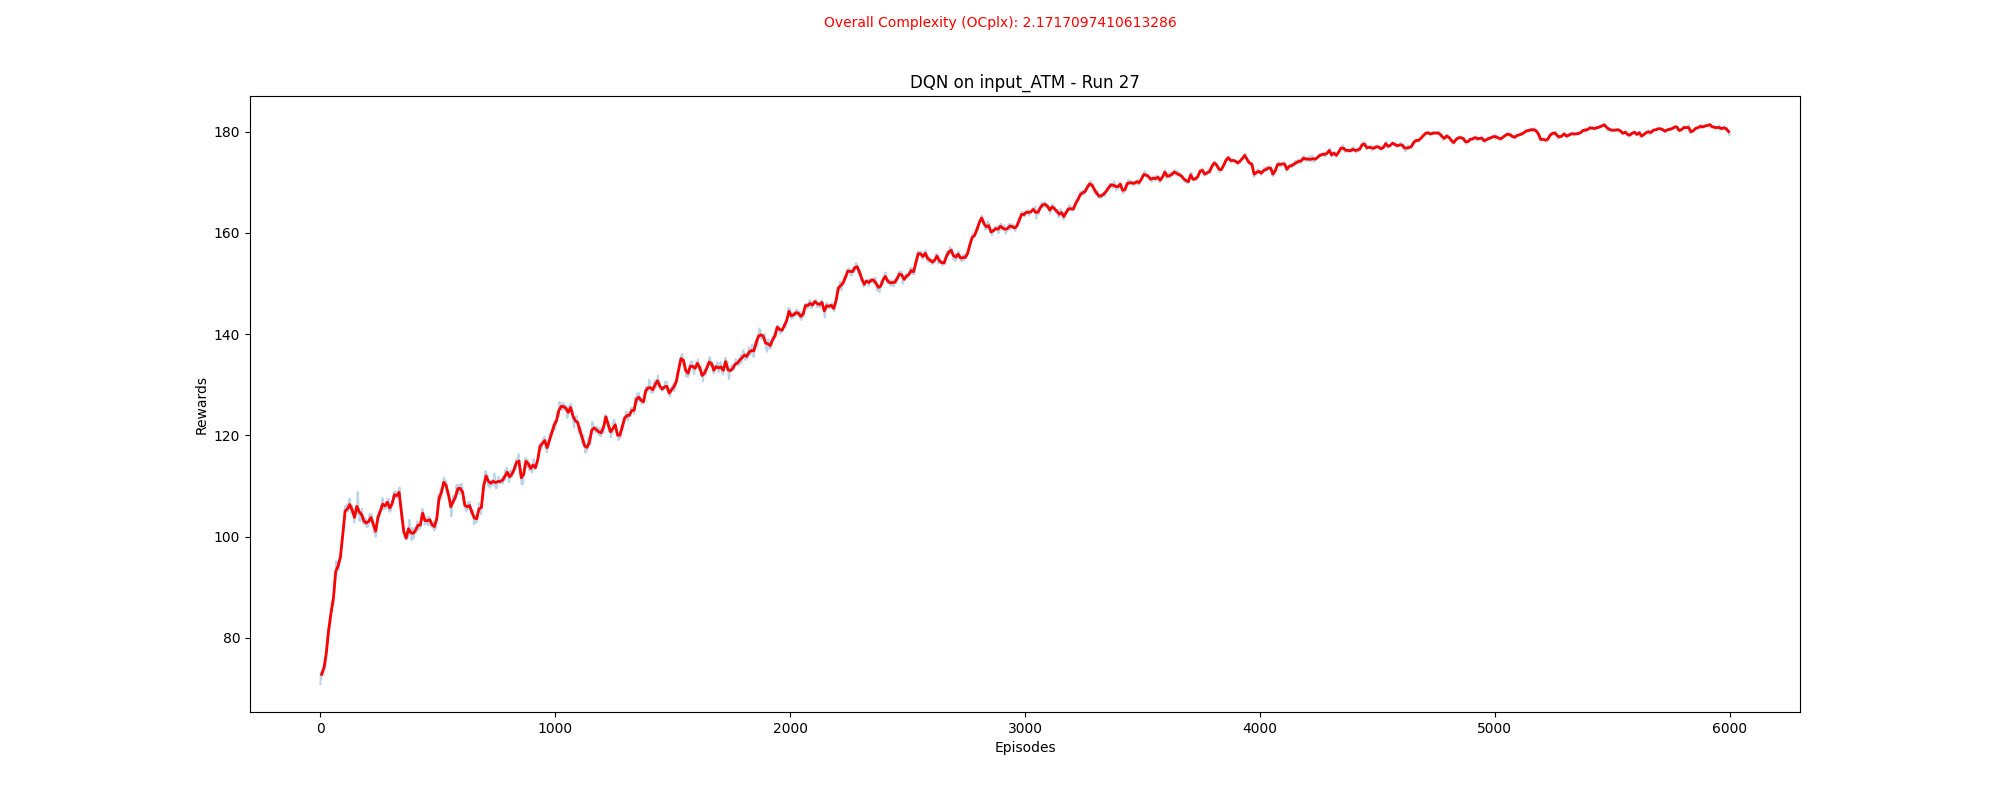 Overall Complexity (OCplx): 2.1717097410613286
DQN on input_ATM - Run 27
180
160
140
120
100
80
Rewards
0 1000 2000 3000 4000 5000 6000
Episodes